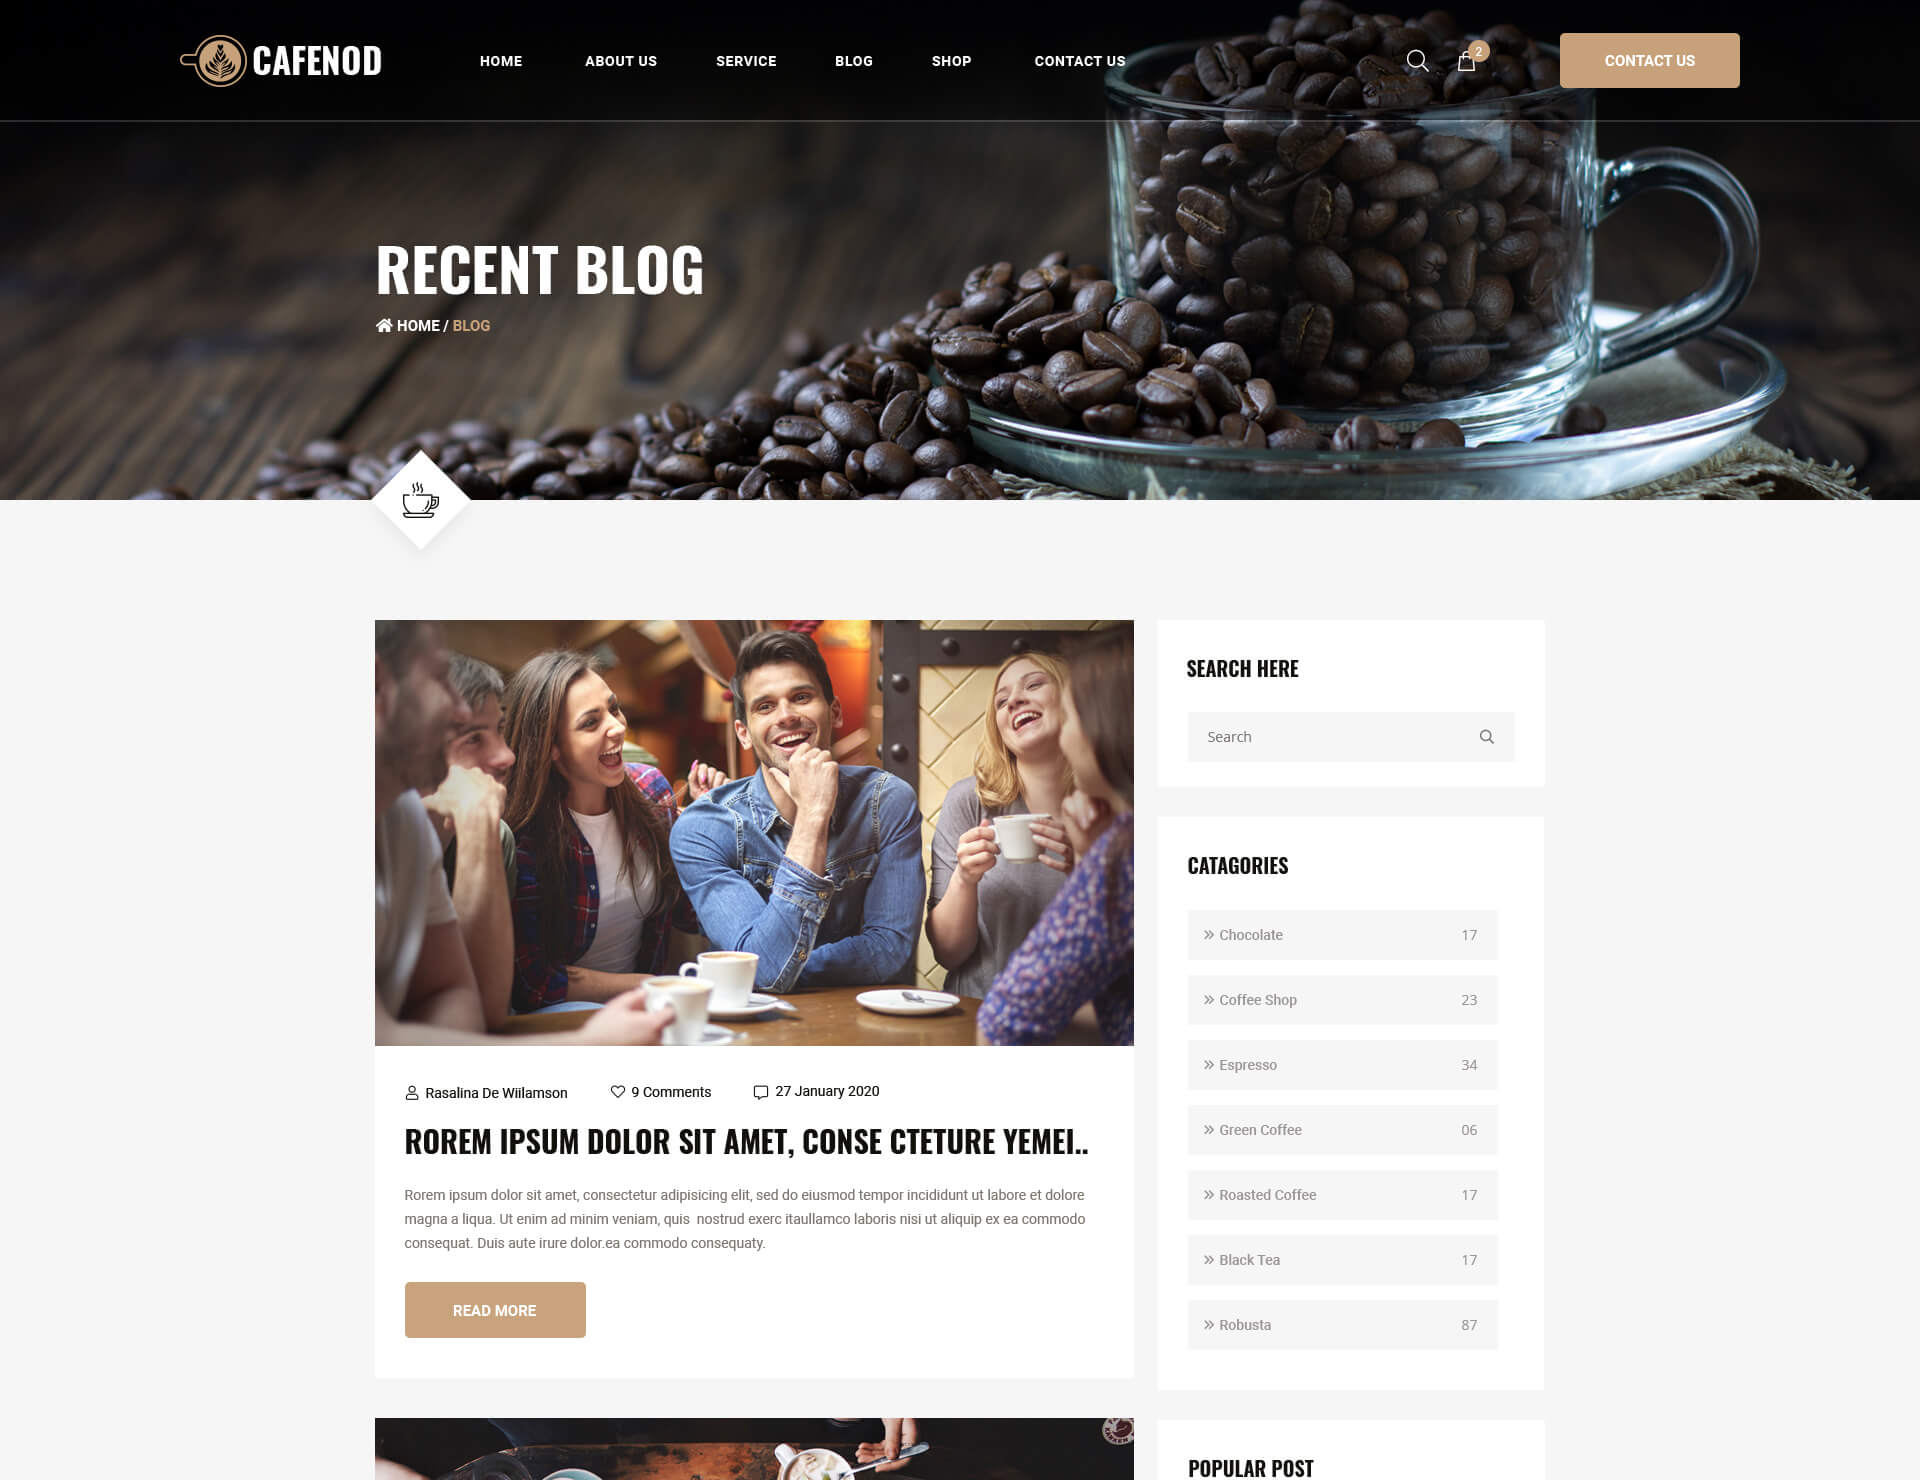 CAFENOD
HOME ABOUT US SERVICE BLOG SHOP CONTACT US
2
CONTACT US
RECENT BLOG
HOME / BLOG
SEARCH HERE
Search
CATAGORIES
Chocolate 17
Coffee Shop 23
Espresso 34
Green Coffee 06
Roasted Coffee 17
Black Tea 17
Robusta 87
Rasalina De Wiilamson 9 Comments 27 January 2020
ROREM IPSUM DOLOR SIT AMET, CONSE CTETURE YEMEI..
Rorem ipsum dolor sit amet, consectetur adipisicing elit, sed do eiusmod tempor incididunt ut labore et dolore
magna a liqua. Ut enim ad minim veniam, quis nostrud exerc itaullamco laboris nisi ut aliquip ex ea commodo
consequat. Duis aute irure dolor.ea commodo consequaty.
READ MORE
POPULAR POST